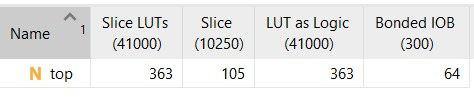 Name 1 Slice LUTs (41000) Slice (10250) LUT as Logic (41000) Bonded IOB (300)
N top 363 105 363 64